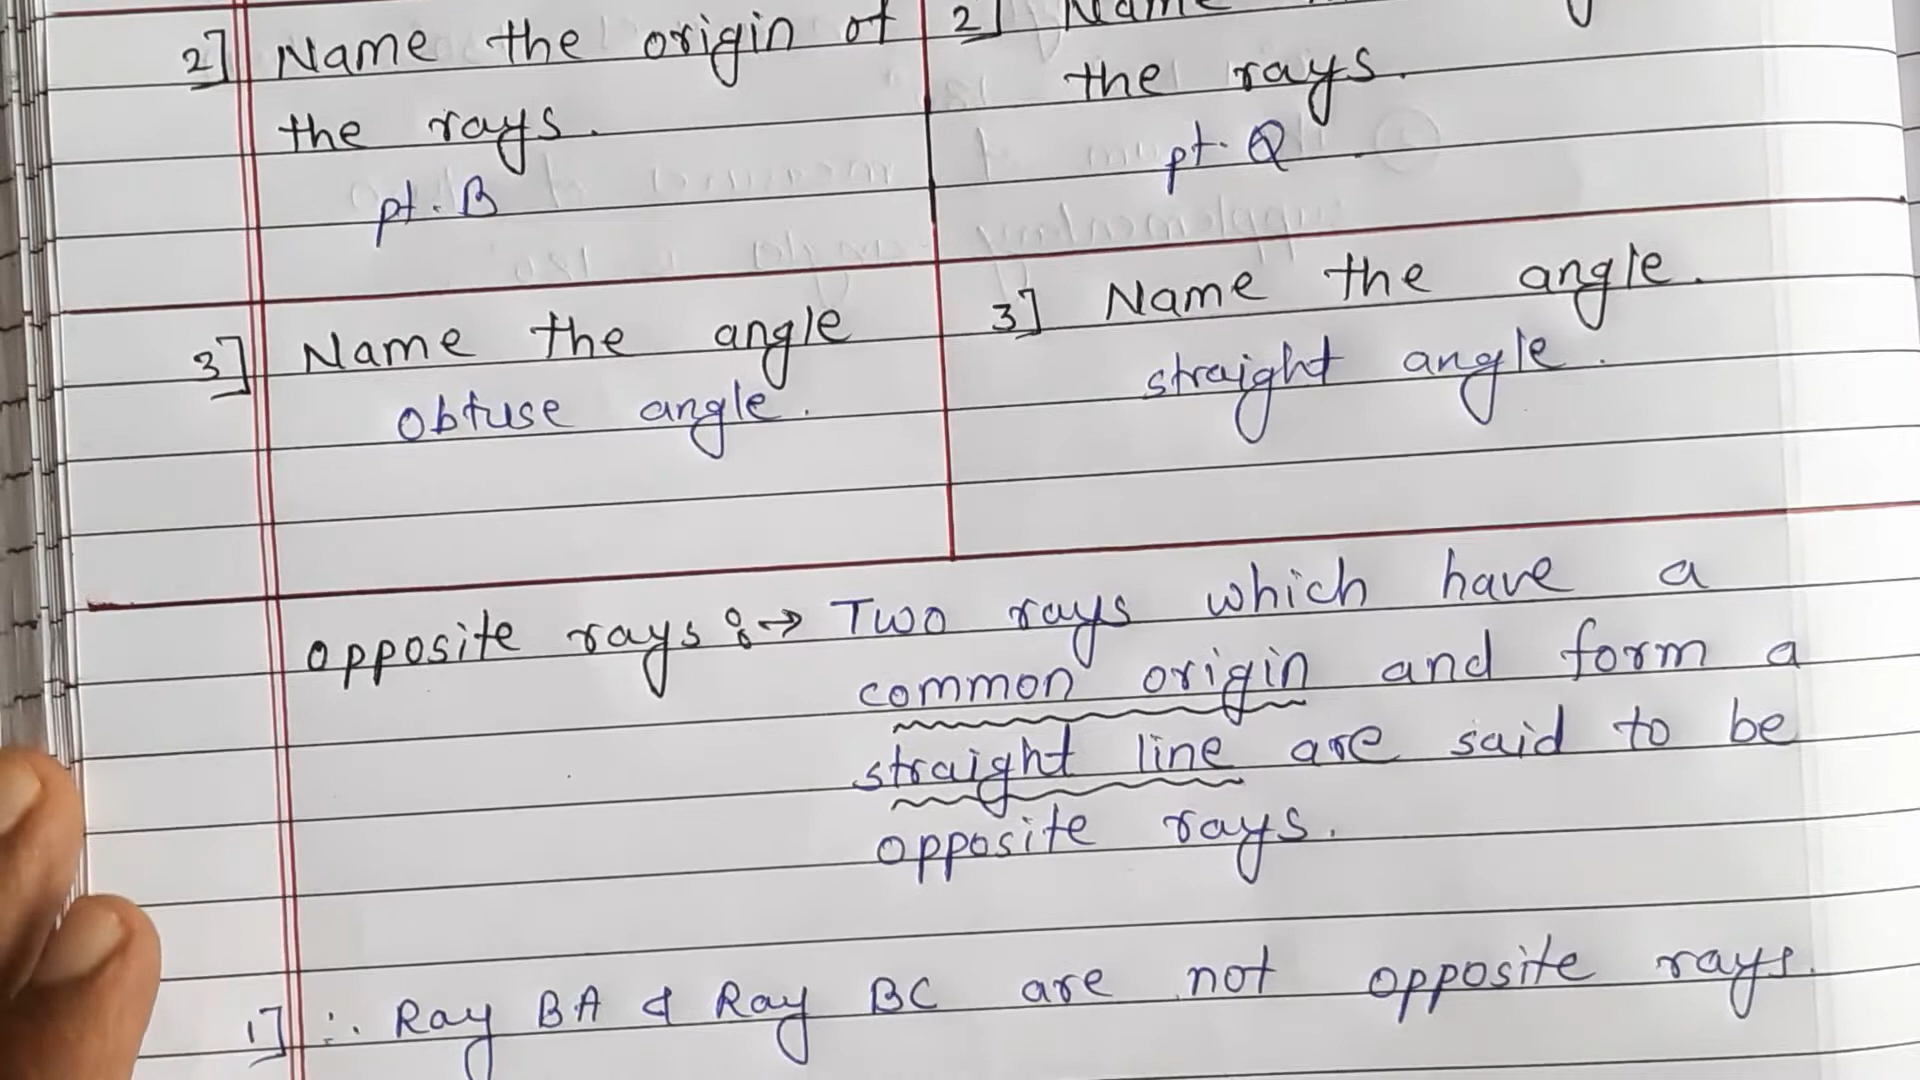 2] Name the origin of
the rays.
pt. B
2] Name
the rays.
pt. Q
3] Name the angle
obtuse angle.
3] Name the angle.
straight angle.
opposite rays :→ Two rays which have a
common origin and form a
straight line are said to be
opposite rays.
1] ∴ Ray BA & Ray BC are not opposite rays.